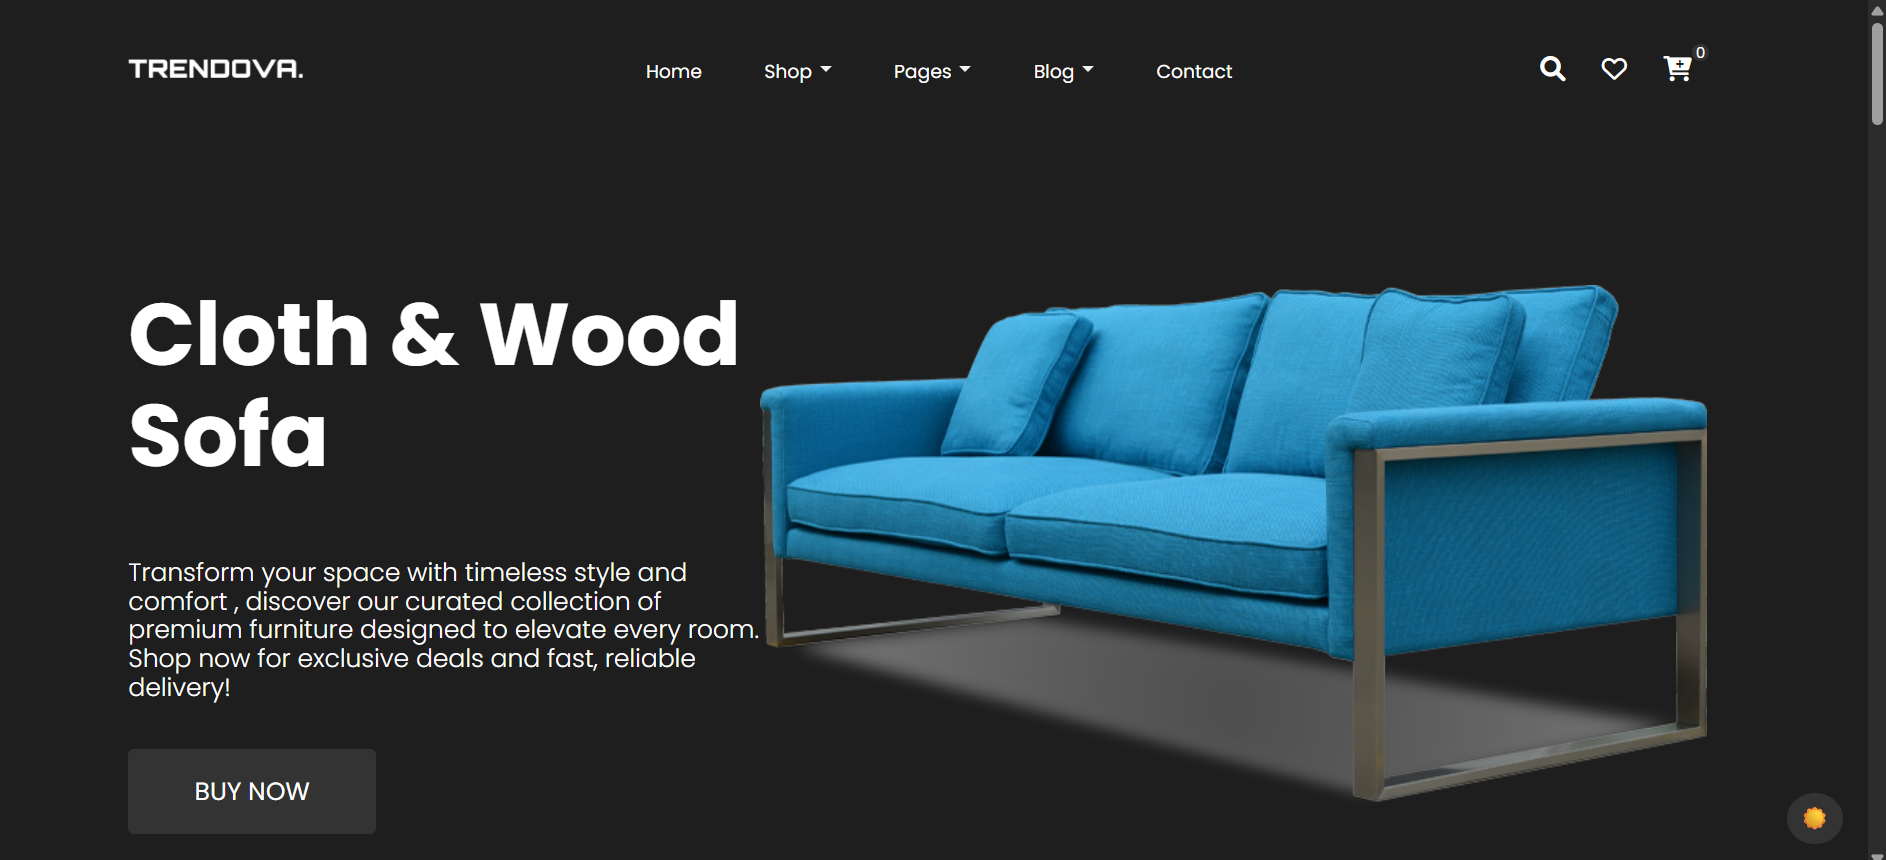 TRENDOVA.
Home
Shop
Pages
Blog
Contact
0
Cloth & Wood
Sofa
Transform your space with timeless style and
comfort , discover our curated collection of
premium furniture designed to elevate every room.
Shop now for exclusive deals and fast, reliable
delivery!
BUY NOW